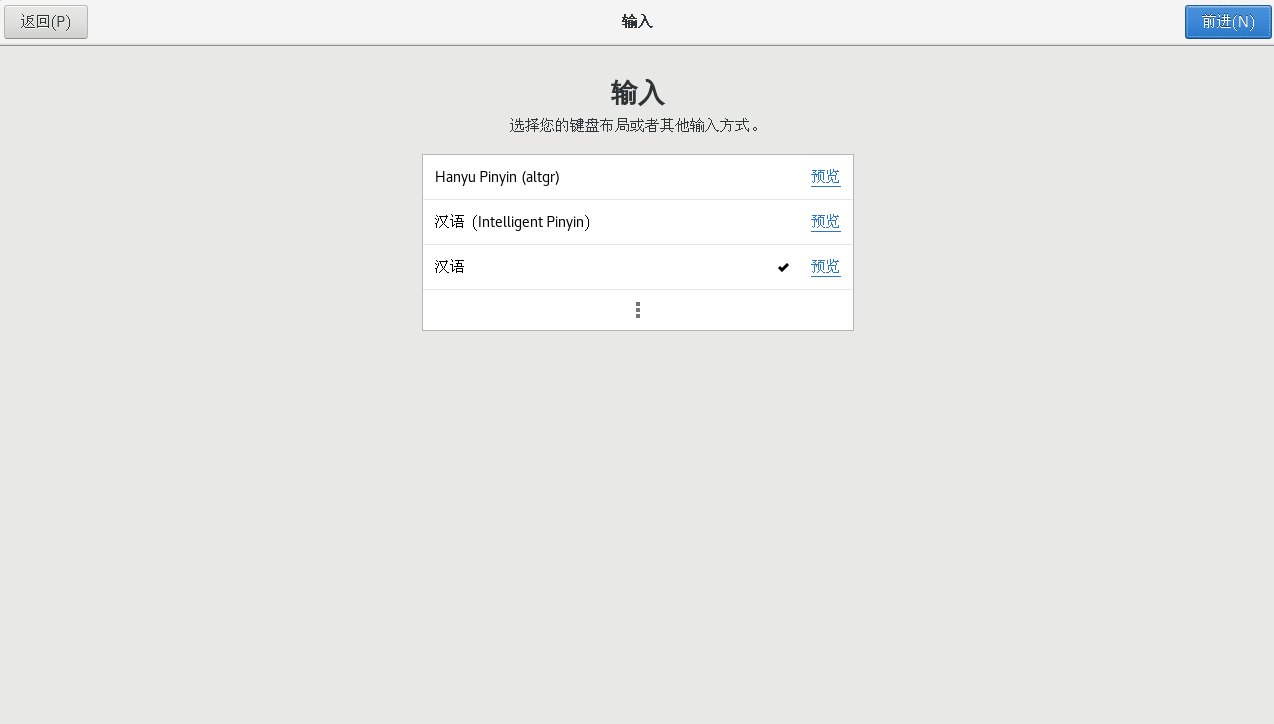 返回(P) 输入 前进(N)
输入
选择您的键盘布局或者其他输入方式。
Hanyu Pinyin (altgr) 预览
汉语（Intelligent Pinyin） 预览
汉语 预览